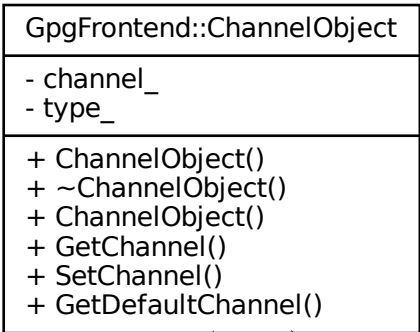 GpgFrontend::ChannelObject
- channel_
- type_
+ ChannelObject()
+ ~ChannelObject()
+ ChannelObject()
+ GetChannel()
+ SetChannel()
+ GetDefaultChannel()